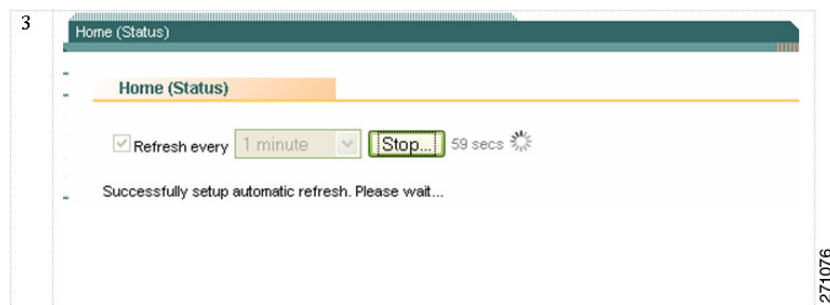 3
Home (Status)
Home (Status)
Refresh every 1 minute Stop... 59 secs
Successfully setup automatic refresh. Please wait...
271076